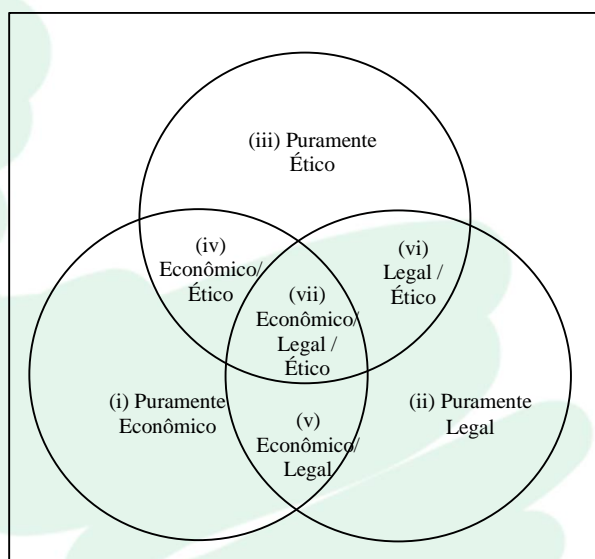 (iii) Puramente
Ético
(iv)
Econômico/
Ético
(vi)
Legal /
Ético
(vii)
Econômico/
Legal /
Ético
(i) Puramente
Econômico
(v)
Econômico/
Legal
(ii) Puramente
Legal